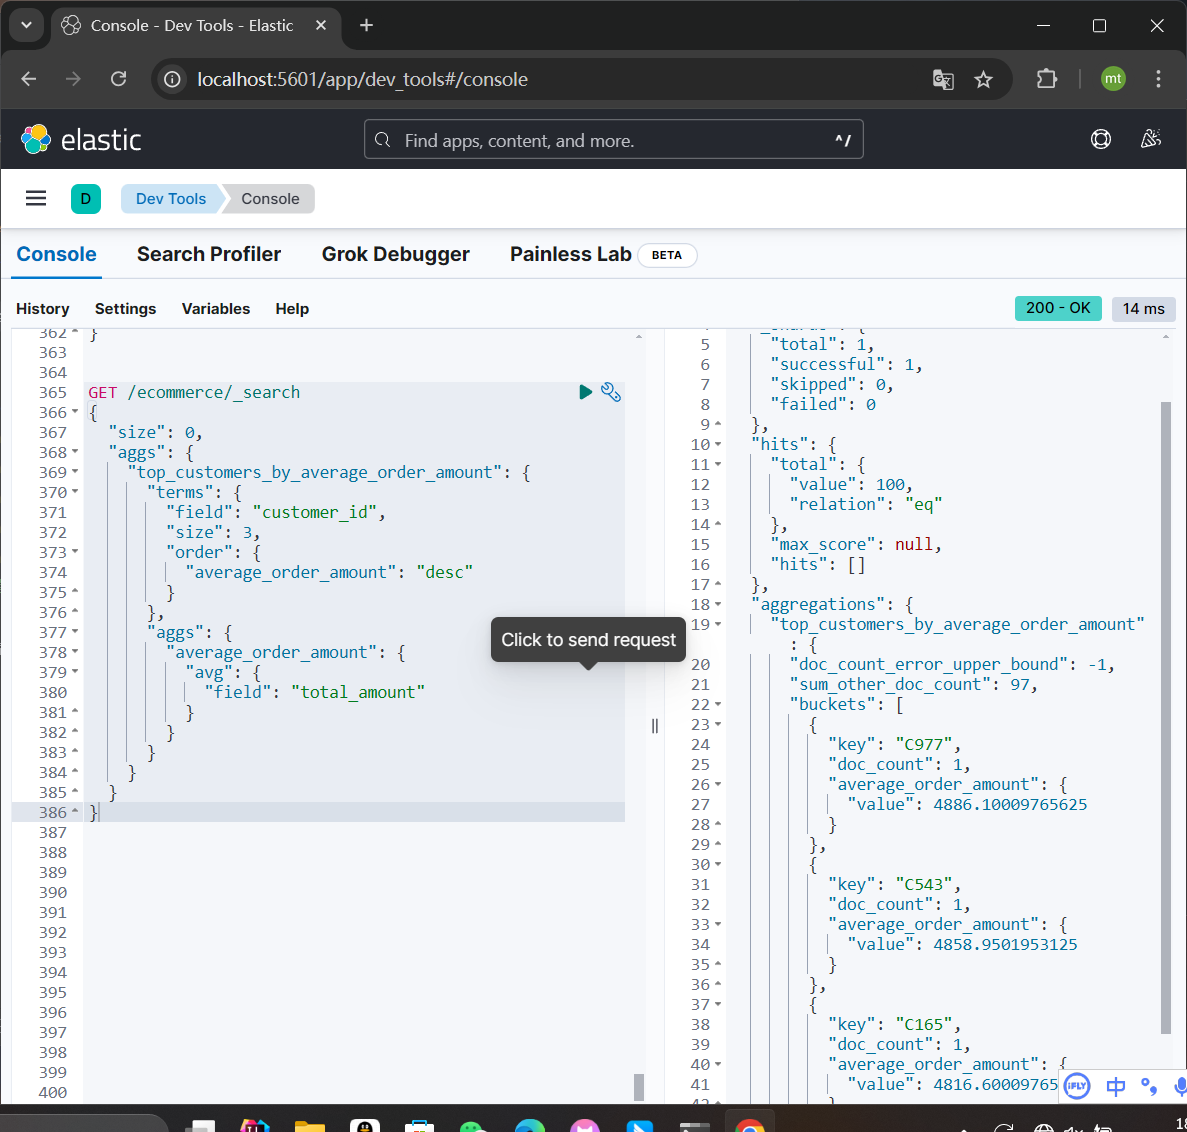 Console - Dev Tools - Elastic
localhost:5601/app/dev_tools#/console
mt
elastic
Find apps, content, and more.
^/
D
Dev Tools
Console
Console
Search Profiler
Grok Debugger
Painless Lab
BETA
History
Settings
Variables
Help
200 - OK
14 ms
362 }
363
364
365 GET /ecommerce/_search
366 {
367 "size": 0,
368 "aggs": {
369 "top_customers_by_average_order_amount": {
370 "terms": {
371 "field": "customer_id",
372 "size": 3,
373 "order": {
374 "average_order_amount": "desc"
375 }
376 },
377 "aggs": {
378 "average_order_amount": {
379 "avg": {
380 "field": "total_amount"
381 }
382 }
383 }
384 }
385 }
386 }
387
388
389
390
391
392
393
394
395
396
397
398
399
400
Click to send request
5 "total": 1,
6 "successful": 1,
7 "skipped": 0,
8 "failed": 0
9 },
10 "hits": {
11 "total": {
12 "value": 100,
13 "relation": "eq"
14 },
15 "max_score": null,
16 "hits": []
17 },
18 "aggregations": {
19 "top_customers_by_average_order_amount"
: {
20 "doc_count_error_upper_bound": -1,
21 "sum_other_doc_count": 97,
22 "buckets": [
23 {
24 "key": "C977",
25 "doc_count": 1,
26 "average_order_amount": {
27 "value": 4886.10009765625
28 }
29 },
30 {
31 "key": "C543",
32 "doc_count": 1,
33 "average_order_amount": {
34 "value": 4858.9501953125
35 }
36 },
37 {
38 "key": "C165",
39 "doc_count": 1,
40 "average_order_amount": {
41 "value": 4816.60009765
iFLY
中